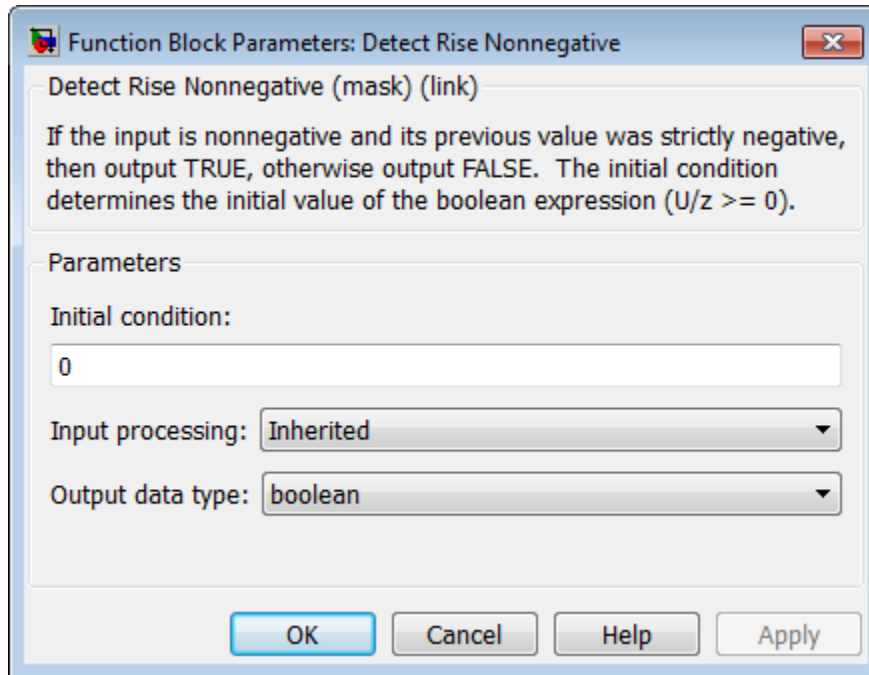 Function Block Parameters: Detect Rise Nonnegative
Detect Rise Nonnegative (mask) (link)
If the input is nonnegative and its previous value was strictly negative,
then output TRUE, otherwise output FALSE.  The initial condition
determines the initial value of the boolean expression (U/z >= 0).
Parameters
Initial condition:
0
Input processing: Inherited
Output data type: boolean
OK Cancel Help Apply